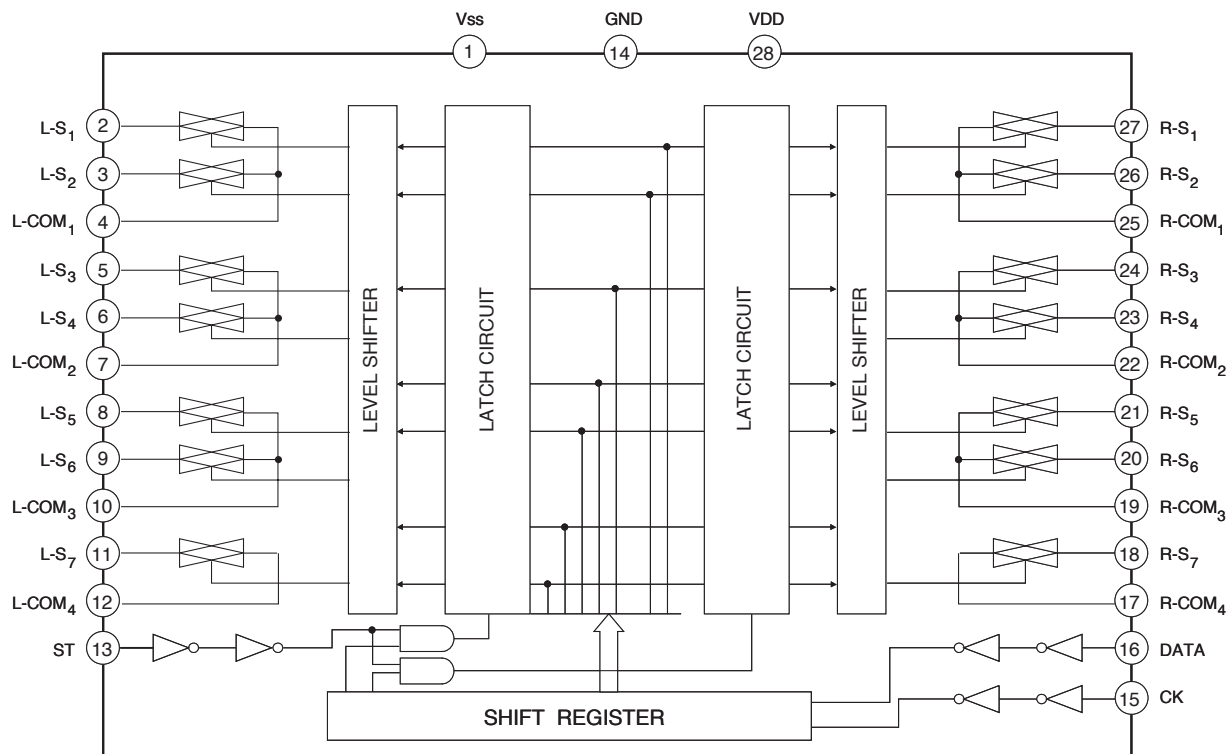 Vss GND VDD
1 14 28
L-S1 2 27 R-S1
L-S2 3 26 R-S2
L-COM1 4 25 R-COM1
L-S3 5 24 R-S3
L-S4 6 23 R-S4
L-COM2 7 22 R-COM2
L-S5 8 21 R-S5
L-S6 9 20 R-S6
L-COM3 10 19 R-COM3
L-S7 11 18 R-S7
L-COM4 12 17 R-COM4
ST 13 16 DATA
15 CK
LEVEL SHIFTER
LATCH CIRCUIT
LATCH CIRCUIT
LEVEL SHIFTER
SHIFT REGISTER